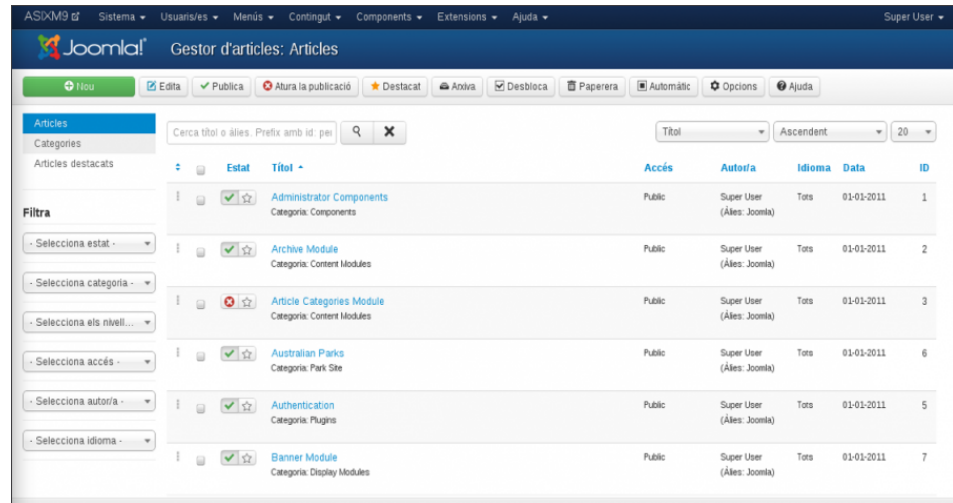 ASIXM9 Sistema Usuaris/es Menús Contingut Components Extensions Ajuda Super User
Joomla!® Gestor d'articles: Articles
Nou Edita Publica Atura la publicació Destacat Arxiva Desbloca Paperera Automàtic Opcions Ajuda
Articles
Categories
Articles destacats
Filtra
- Selecciona estat -
- Selecciona categoria -
- Selecciona els nivell...
- Selecciona accés -
- Selecciona autor/a -
- Selecciona idioma -
Cerca títol o àlies. Prefix amb id: per Títol Ascendent 20
Estat Títol Accés Autor/a Idioma Data ID
Administrator Components Public Super User Tots 01-01-2011 1
Categoria: Components (Àlies: Joomla)
Archive Module Public Super User Tots 01-01-2011 2
Categoria: Content Modules (Àlies: Joomla)
Article Categories Module Public Super User Tots 01-01-2011 3
Categoria: Content Modules (Àlies: Joomla)
Australian Parks Public Super User Tots 01-01-2011 6
Categoria: Park Site (Àlies: Joomla)
Authentication Public Super User Tots 01-01-2011 5
Categoria: Plugins (Àlies: Joomla)
Banner Module Public Super User Tots 01-01-2011 7
Categoria: Display Modules (Àlies: Joomla)